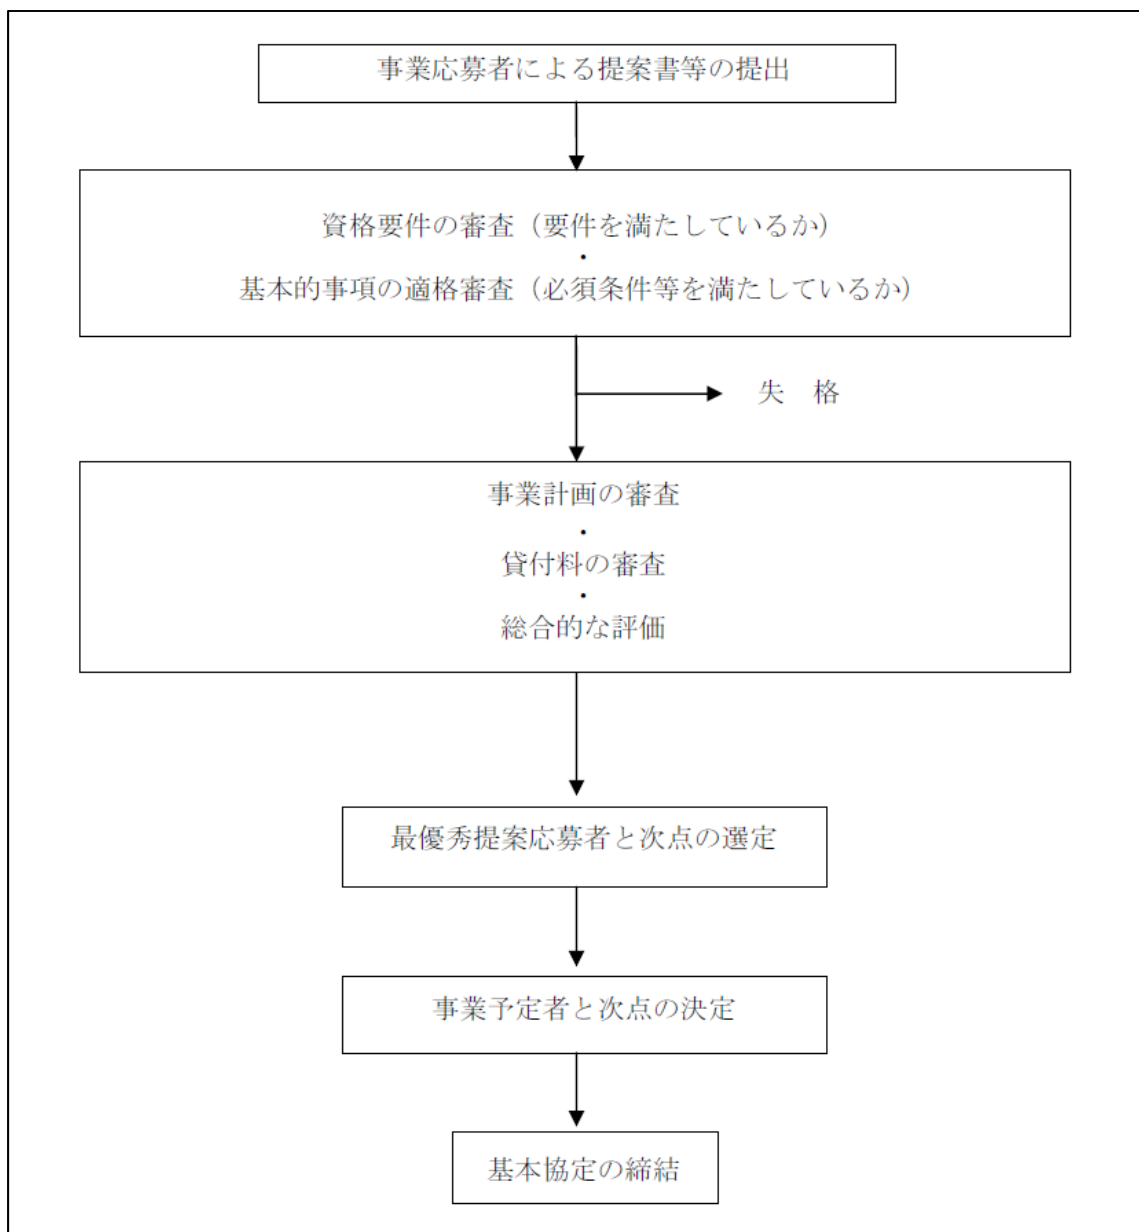 事業応募者による提案書等の提出
資格要件の審査（要件を満たしているか）
・
基本的事項の適格審査（必須条件等を満たしているか）
失　格
事業計画の審査
・
貸付料の審査
・
総合的な評価
最優秀提案応募者と次点の選定
事業予定者と次点の決定
基本協定の締結